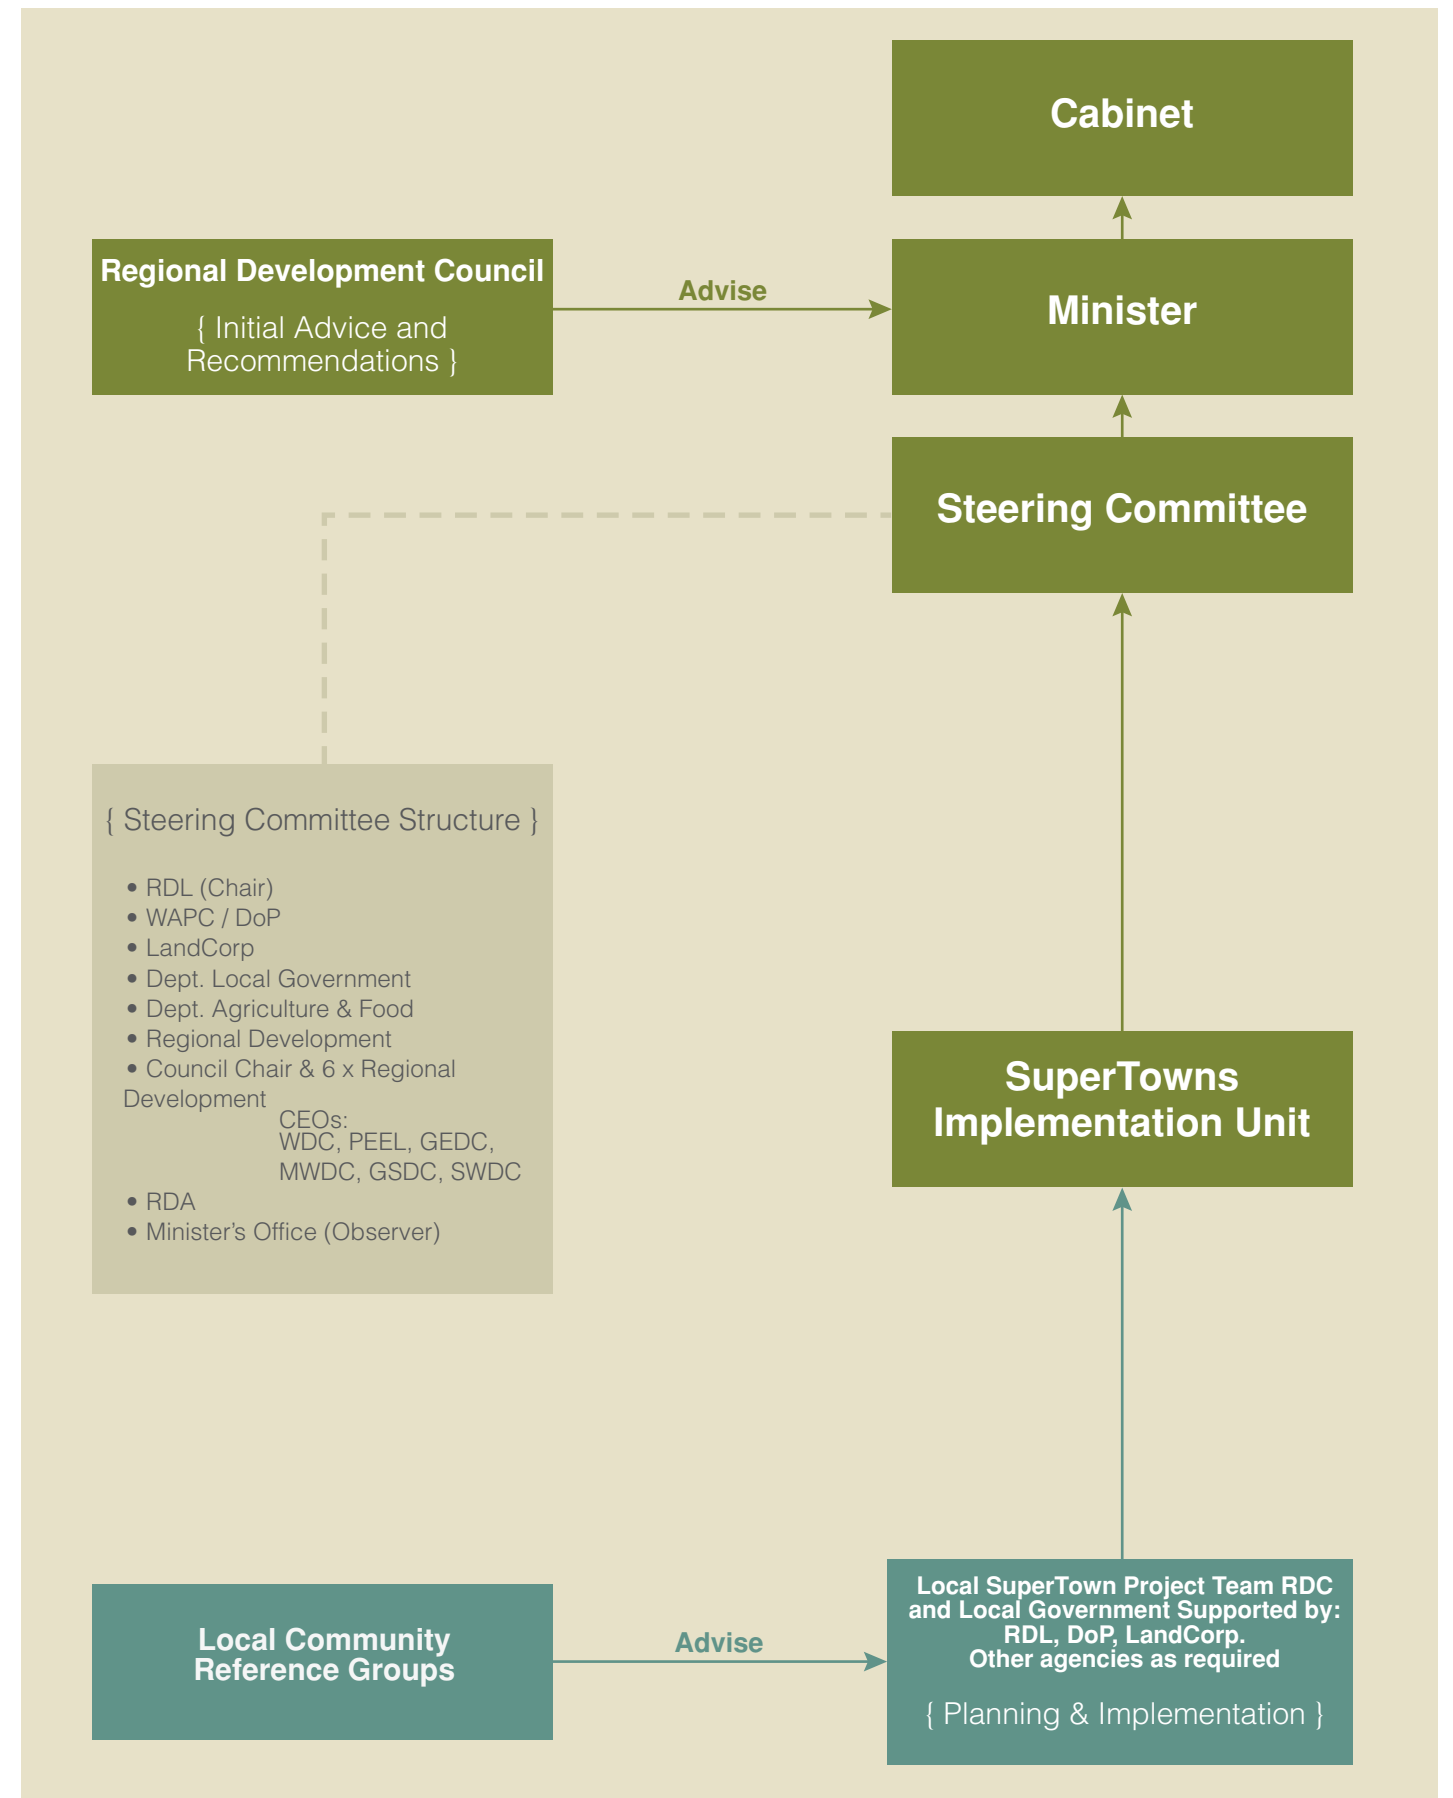 Cabinet
Regional Development Council
{ Initial Advice and
Recommendations }
Advise
Minister
Steering Committee
{ Steering Committee Structure }
• RDL (Chair)
• WAPC / DoP
• LandCorp
• Dept. Local Government
• Dept. Agriculture & Food
• Regional Development
• Council Chair & 6 x Regional
Development
CEOs:
WDC, PEEL, GEDC,
MWDC, GSDC, SWDC
• RDA
• Minister’s Office (Observer)
SuperTowns
Implementation Unit
Local Community
Reference Groups
Advise
Local SuperTown Project Team RDC
and Local Government Supported by:
RDL, DoP, LandCorp.
Other agencies as required
{ Planning & Implementation }